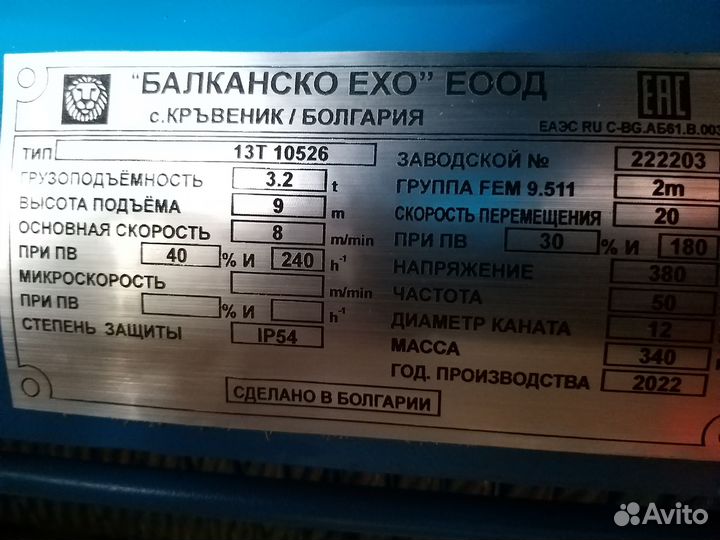 "БАЛКАНСКО ЕХО" ЕООД
с.КРЪВЕНИК / БОЛГАРИЯ
EAC
ЕАЭС RU C-BG.АБ61.В.003
ТИП 13Т 10526
ГРУЗОПОДЪЁМНОСТЬ 3.2 t
ВЫСОТА ПОДЪЁМА 9 m
ОСНОВНАЯ СКОРОСТЬ 8 m/min
ПРИ ПВ 40 % И 240 h⁻¹
МИКРОСКОРОСТЬ m/min
ПРИ ПВ % И h⁻¹
СТЕПЕНЬ ЗАЩИТЫ IP54
ЗАВОДСКОЙ № 222203
ГРУППА FEM 9.511 2m
СКОРОСТЬ ПЕРЕМЕЩЕНИЯ 20
ПРИ ПВ 30 % И 180
НАПРЯЖЕНИЕ 380
ЧАСТОТА 50
ДИАМЕТР КАНАТА 12
МАССА 340
ГОД. ПРОИЗВОДСТВА 2022
СДЕЛАНО В БОЛГАРИИ
Avito